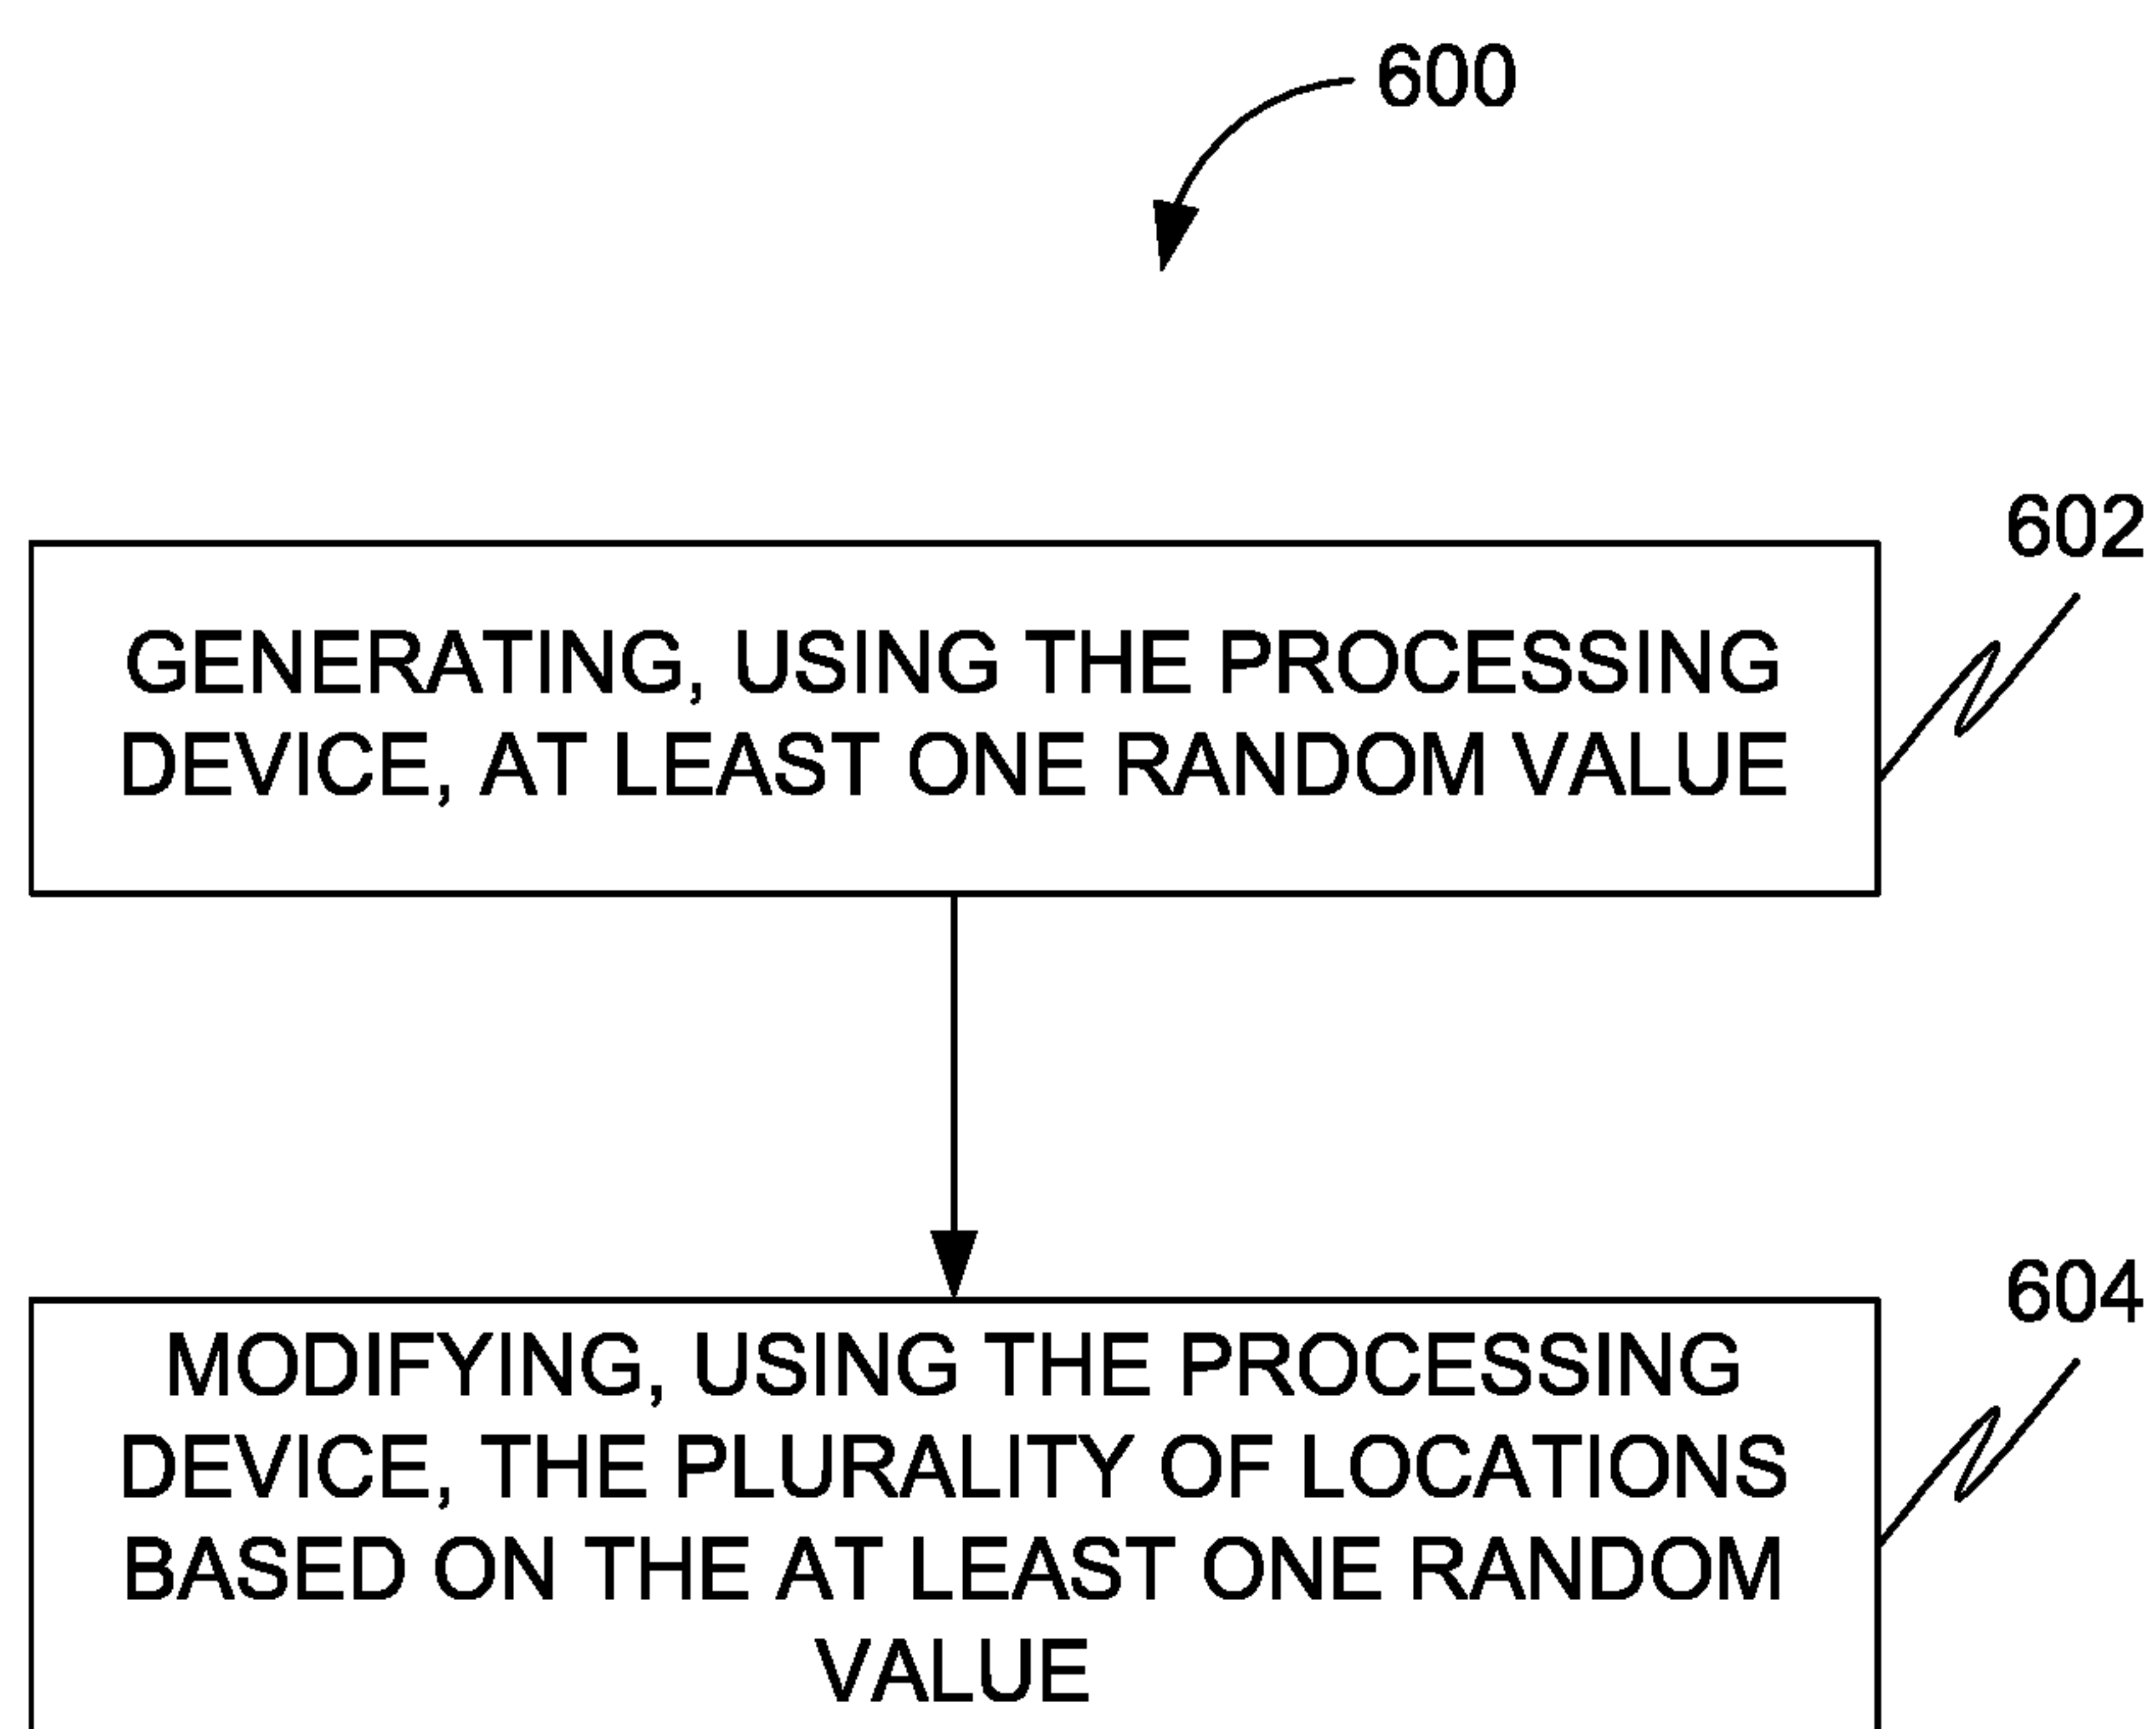 600
602
GENERATING, USING THE PROCESSING
DEVICE, AT LEAST ONE RANDOM VALUE
604
MODIFYING, USING THE PROCESSING
DEVICE, THE PLURALITY OF LOCATIONS
BASED ON THE AT LEAST ONE RANDOM
VALUE